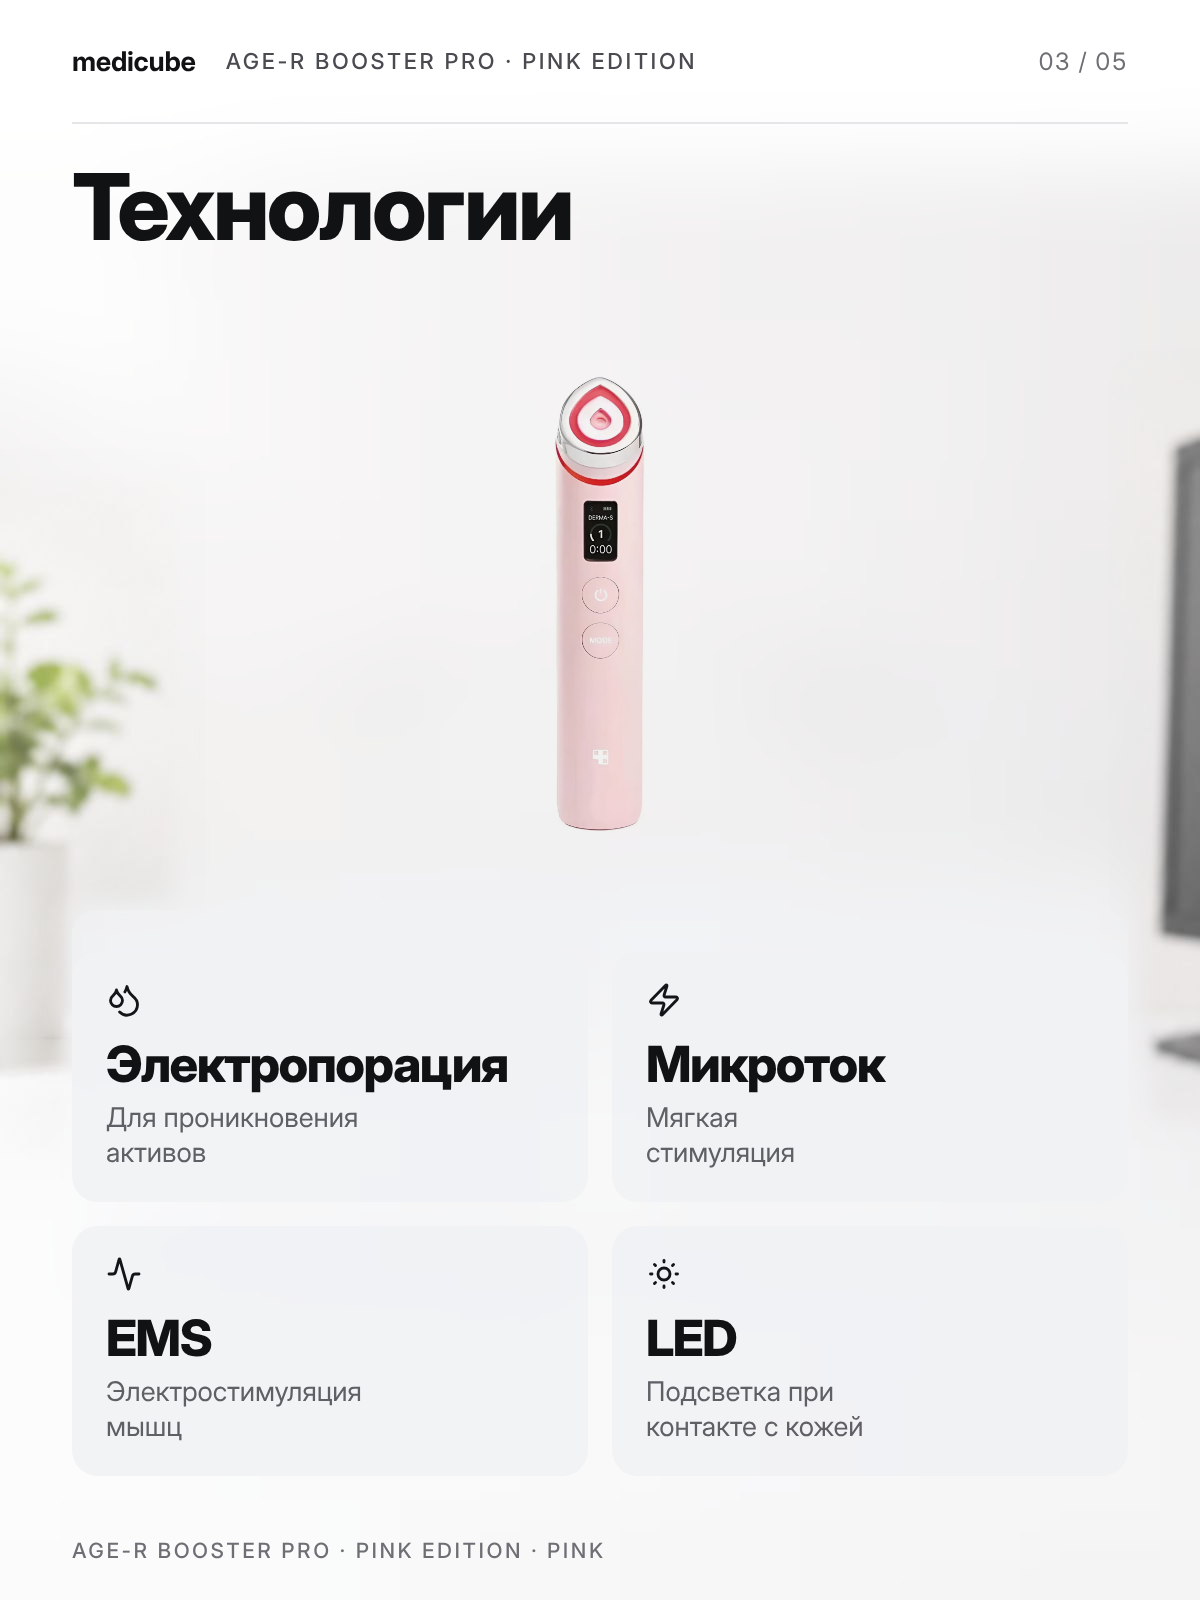 medicube AGE-R BOOSTER PRO · PINK EDITION 03 / 05
Технологии
DERMA-S
1
0:00
MODE
Электропорация
Для проникновения
активов
Микроток
Мягкая
стимуляция
EMS
Электростимуляция
мышц
LED
Подсветка при
контакте с кожей
AGE-R BOOSTER PRO · PINK EDITION · PINK